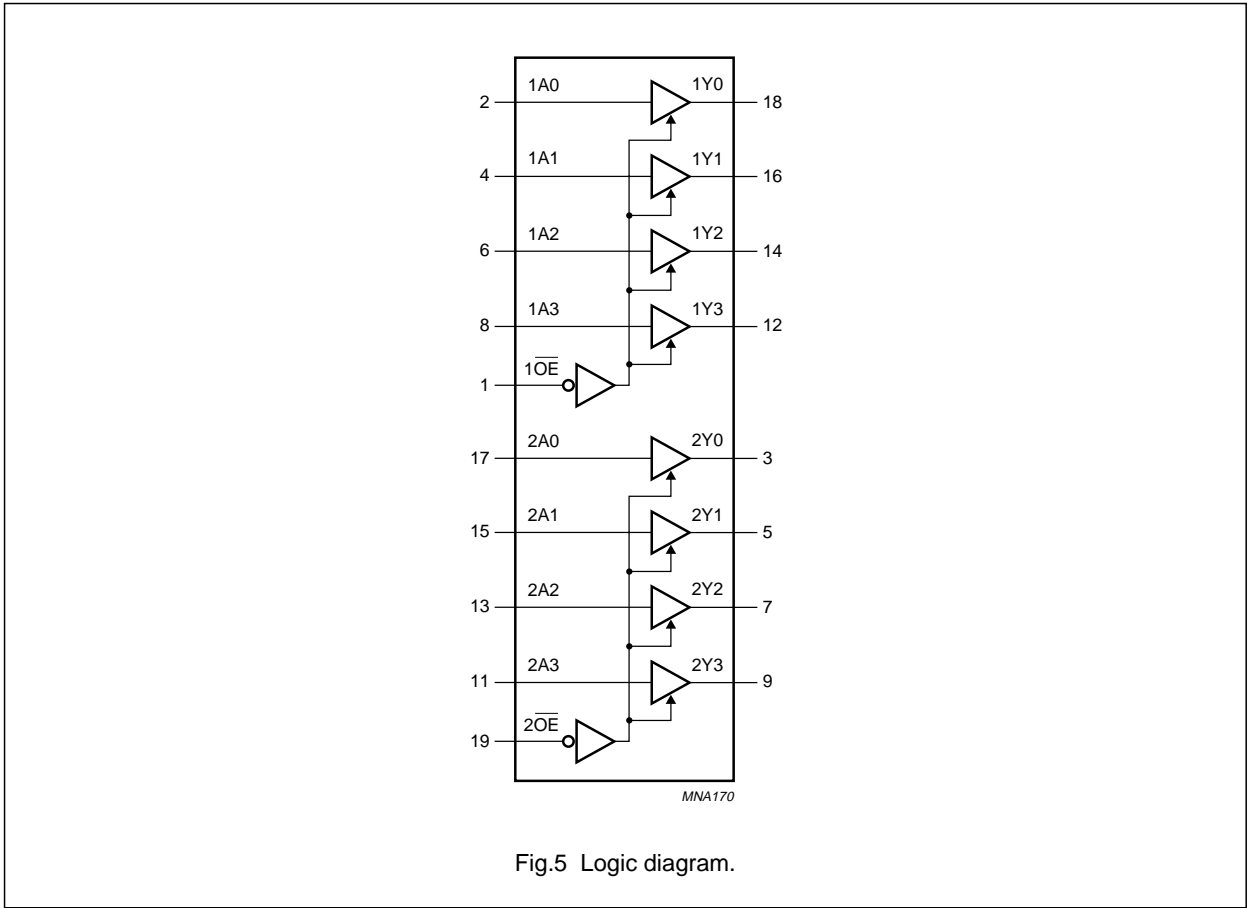 2 1A0 1Y0 18
4 1A1 1Y1 16
6 1A2 1Y2 14
8 1A3 1Y3 12
1 1O̅E̅
17 2A0 2Y0 3
15 2A1 2Y1 5
13 2A2 2Y2 7
11 2A3 2Y3 9
19 2O̅E̅
MNA170
Fig.5 Logic diagram.